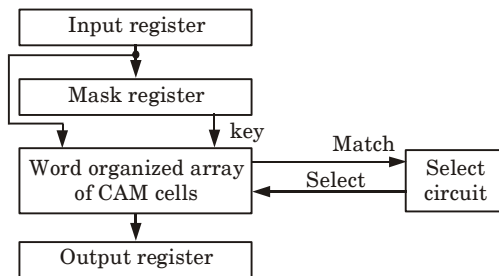 Input register
Mask register
key
Word organized array
of CAM cells
Match
Select
Select
circuit
Output register